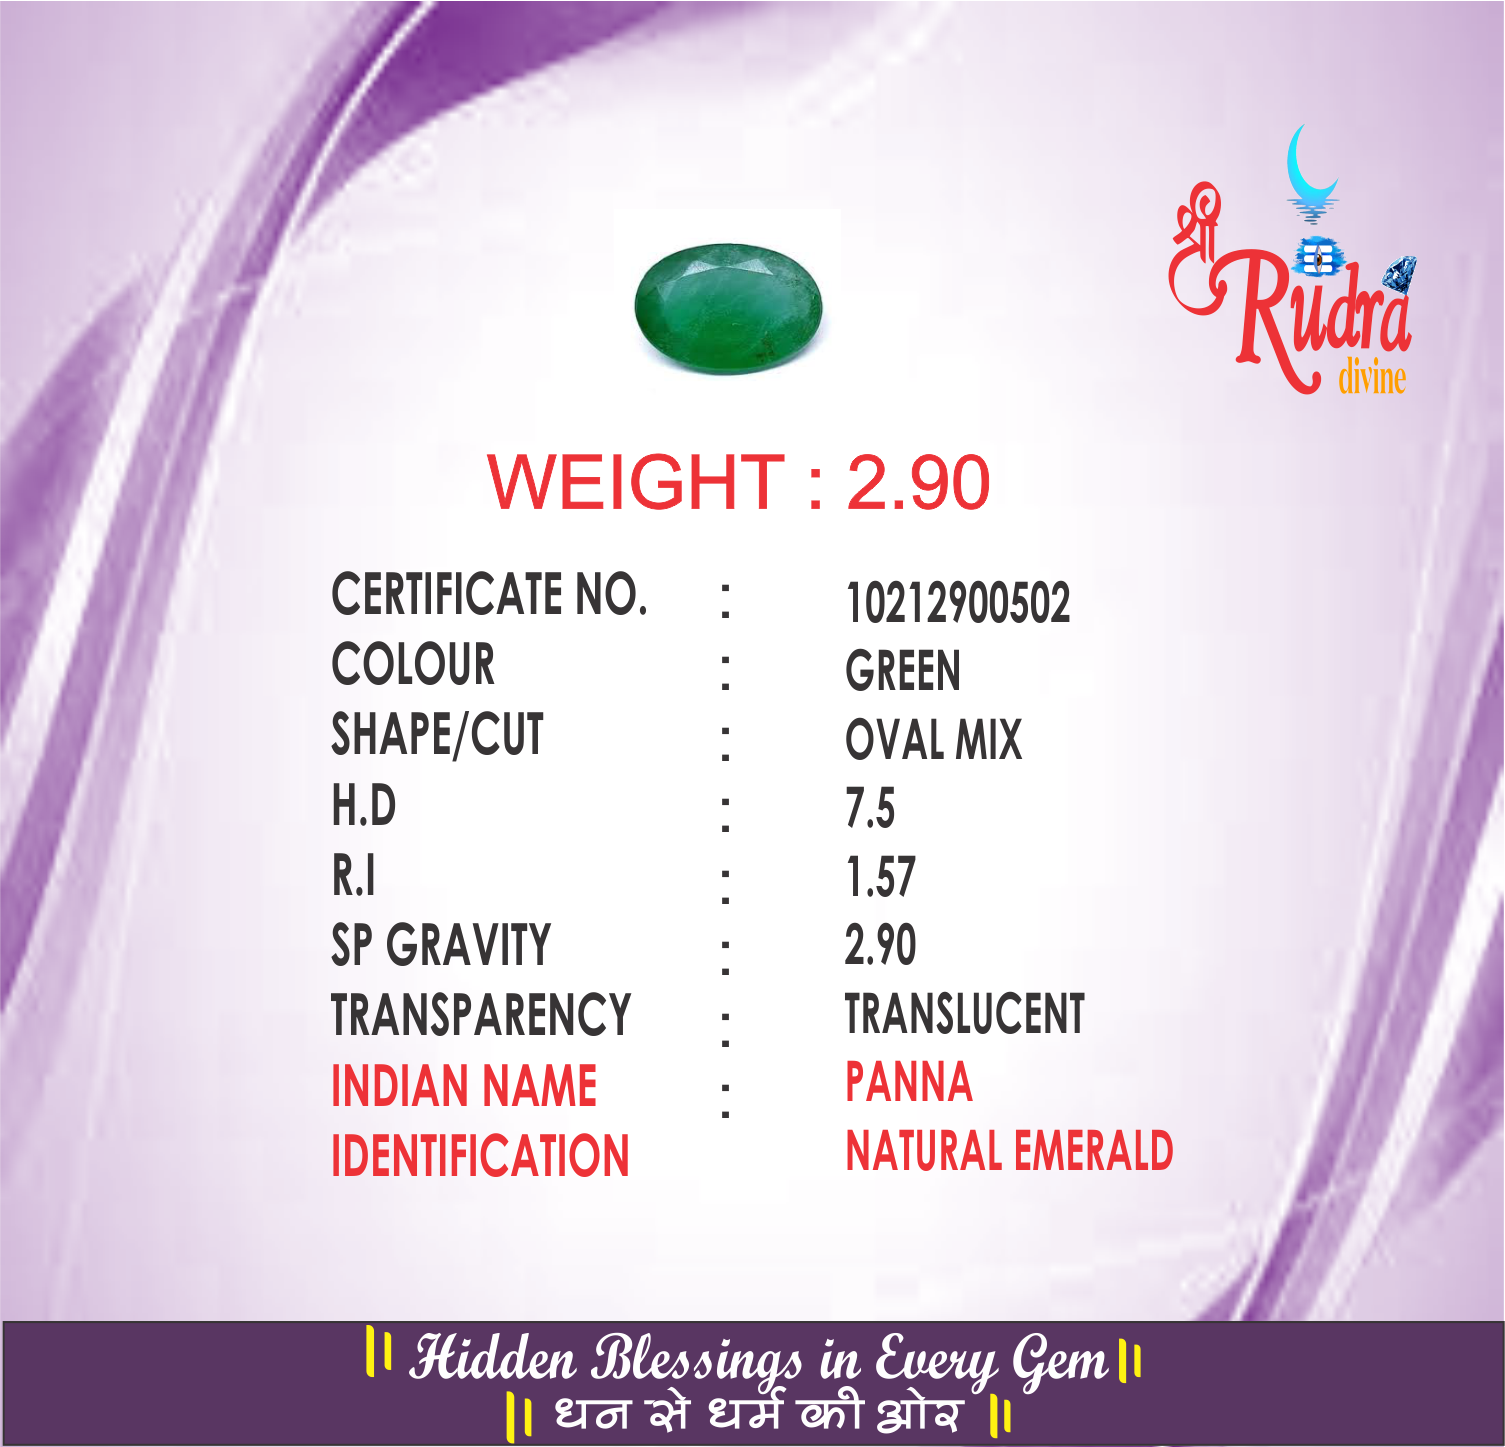 श्री
Rudra
divine
WEIGHT : 2.90
CERTIFICATE NO. : 10212900502
COLOUR : GREEN
SHAPE/CUT : OVAL MIX
H.D : 7.5
R.I : 1.57
SP GRAVITY : 2.90
TRANSPARENCY : TRANSLUCENT
INDIAN NAME : PANNA
IDENTIFICATION NATURAL EMERALD
|| Hidden Blessings in Every Gem ||
|| धन से धर्म की ओर ||